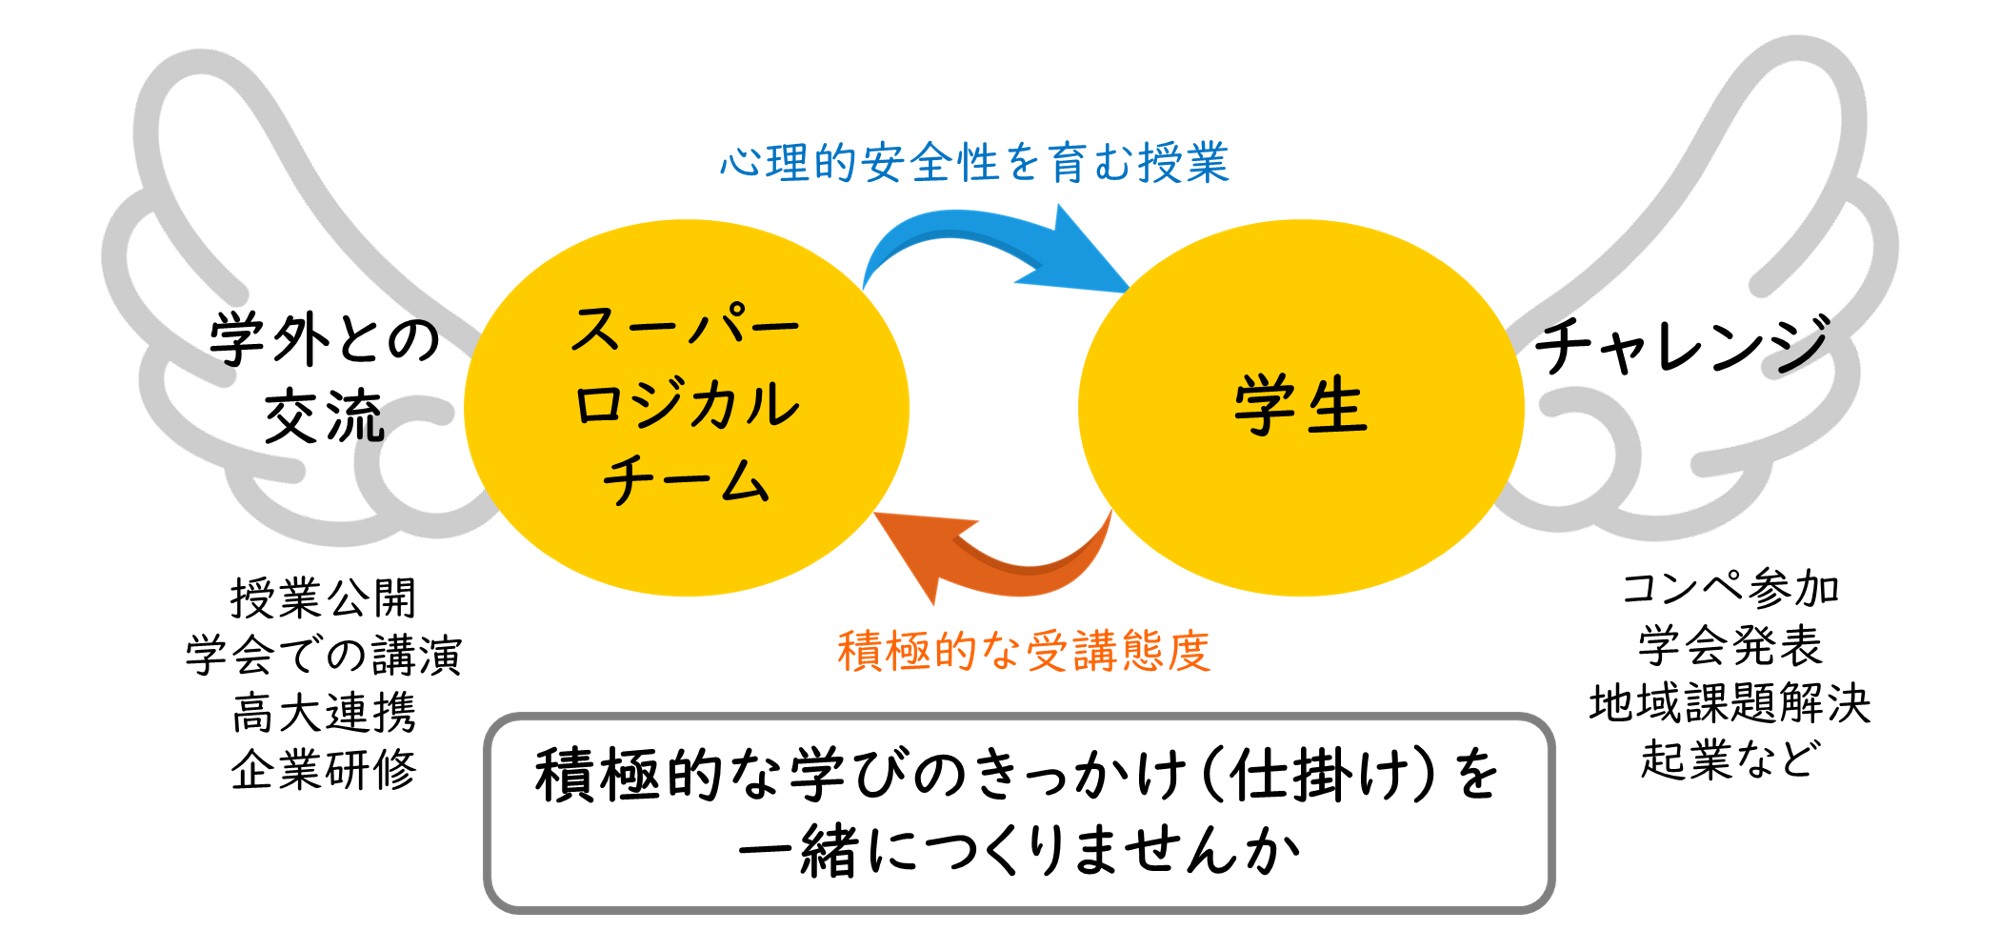 心理的安全性を育む授業
学外との
交流
スーパー
ロジカル
チーム
学生
チャレンジ
積極的な受講態度
授業公開
学会での講演
高大連携
企業研修
コンペ参加
学会発表
地域課題解決
起業など
積極的な学びのきっかけ(仕掛け)を
一緒につくりませんか